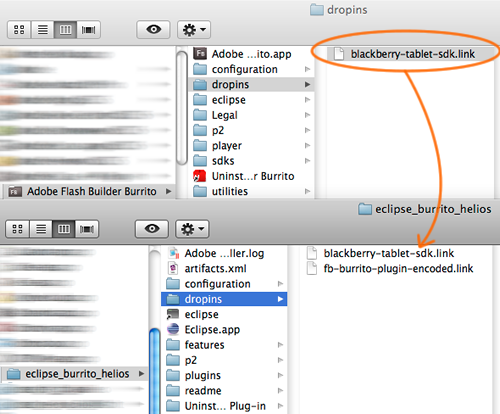 dropins
Adobe ...ito.app
configuration
dropins
eclipse
Legal
p2
player
sdks
Uninst...r Burrito
utilities
blackberry-tablet-sdk.link
Fs
Fs
Adobe Flash Builder Burrito
eclipse_burrito_helios
Adobe ...ller.log
artifacts.xml
configuration
dropins
eclipse
Eclipse.app
features
p2
plugins
readme
Uninst... Plug-in
blackberry-tablet-sdk.link
fb-burrito-plugin-encoded.link
eclipse_burrito_helios